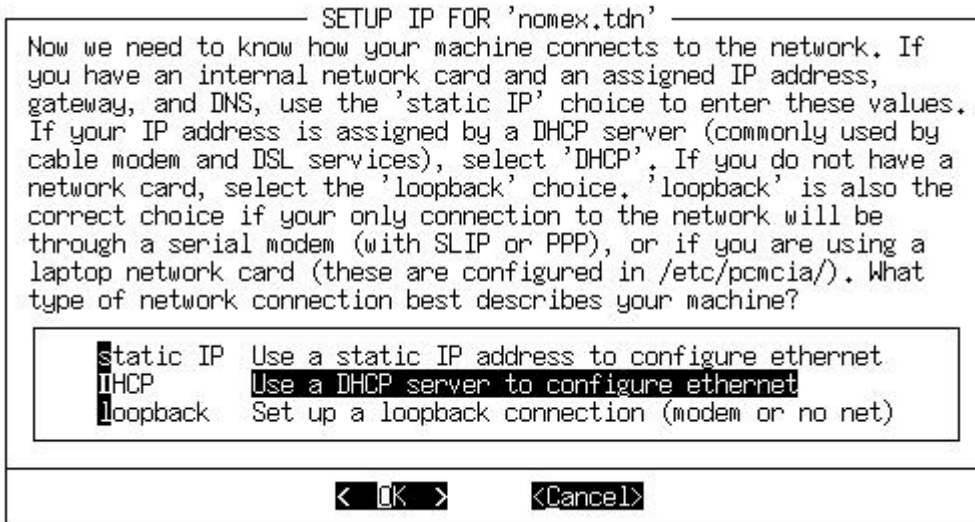 SETUP IP FOR 'nomex.tdn'
Now we need to know how your machine connects to the network. If
you have an internal network card and an assigned IP address,
gateway, and DNS, use the 'static IP' choice to enter these values.
If your IP address is assigned by a DHCP server (commonly used by
cable modem and DSL services), select 'DHCP'. If you do not have a
network card, select the 'loopback' choice. 'loopback' is also the
correct choice if your only connection to the network will be
through a serial modem (with SLIP or PPP), or if you are using a
laptop network card (these are configured in /etc/pcmcia/). What
type of network connection best describes your machine?
static IP Use a static IP address to configure ethernet
DHCP Use a DHCP server to configure ethernet
loopback Set up a loopback connection (modem or no net)
< OK > <Cancel>